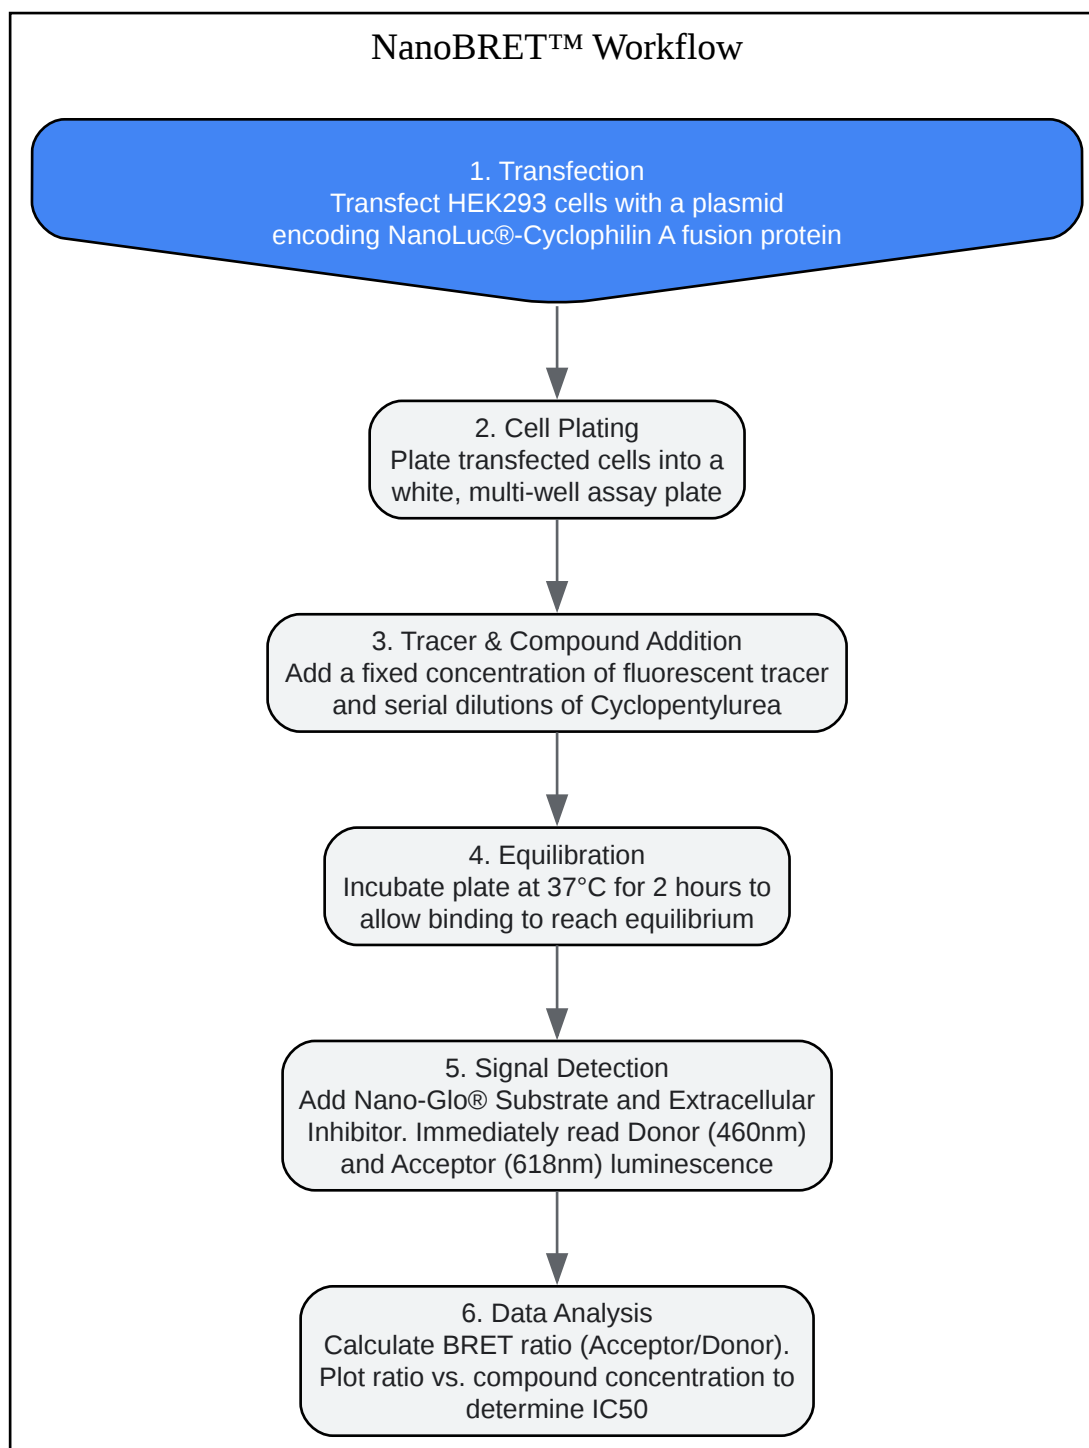 NanoBRET™ Workflow
1. Transfection
Transfect HEK293 cells with a plasmid
encoding NanoLuc®-Cyclophilin A fusion protein
2. Cell Plating
Plate transfected cells into a
white, multi-well assay plate
3. Tracer & Compound Addition
Add a fixed concentration of fluorescent tracer
and serial dilutions of Cyclopentylurea
4. Equilibration
Incubate plate at 37°C for 2 hours to
allow binding to reach equilibrium
5. Signal Detection
Add Nano-Glo® Substrate and Extracellular
Inhibitor. Immediately read Donor (460nm)
and Acceptor (618nm) luminescence
6. Data Analysis
Calculate BRET ratio (Acceptor/Donor).
Plot ratio vs. compound concentration to
determine IC50